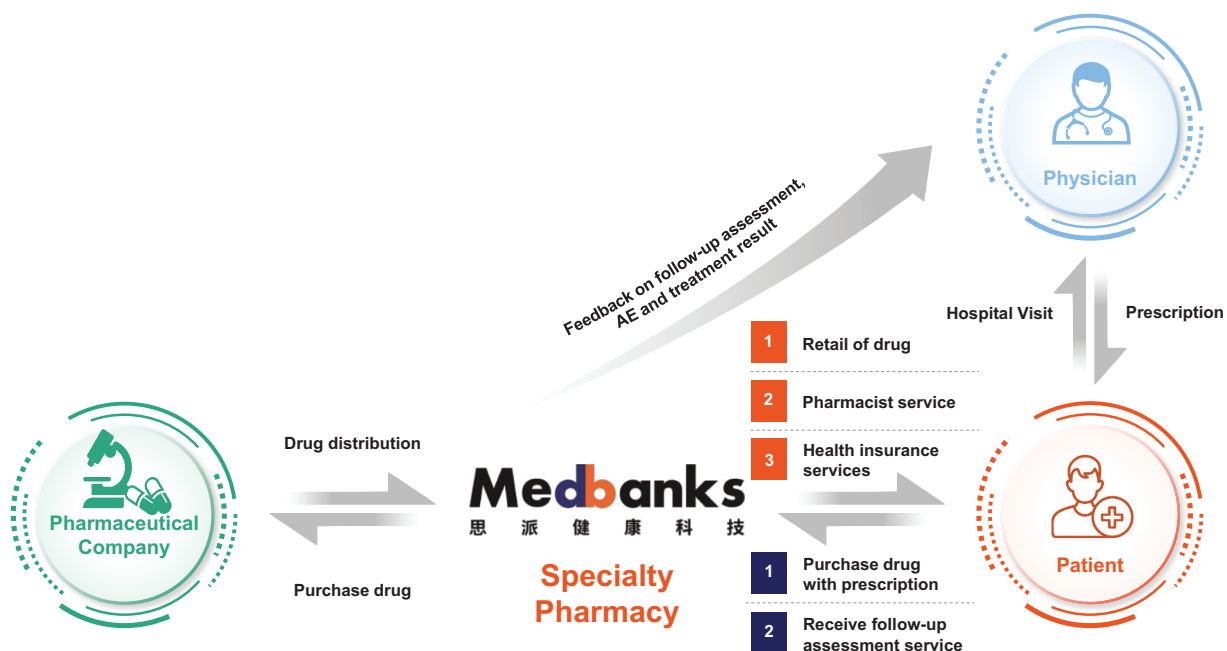 Physician
Feedback on follow-up assessment,
AE and treatment result
Hospital Visit
Prescription
1
Retail of drug
2
Pharmacist service
3
Health insurance
services
Drug distribution
Pharmaceutical
Company
Purchase drug
Medbanks
思派健康科技
Specialty
Pharmacy
Patient
1
Purchase drug
with prescription
2
Receive follow-up
assessment service